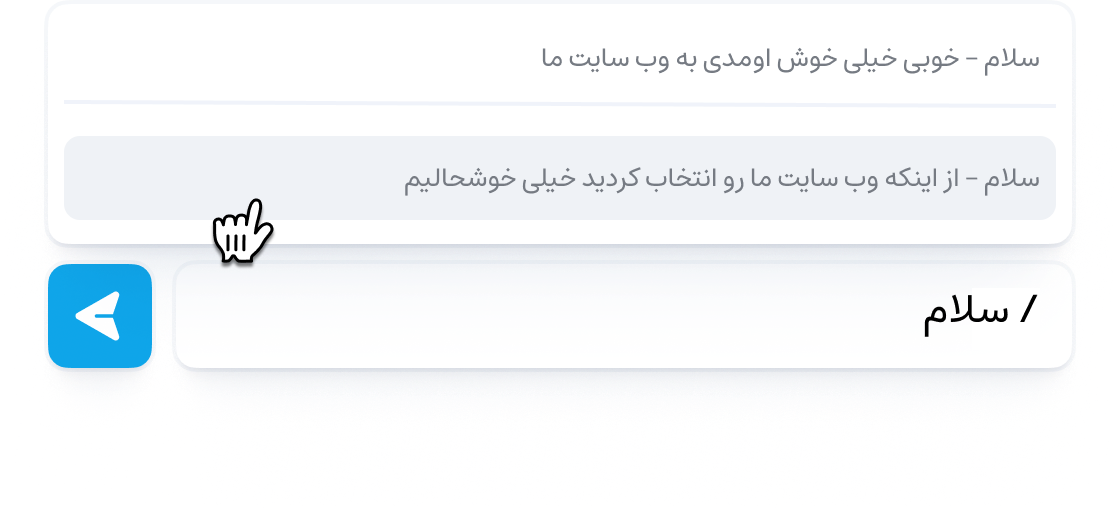 سلام - خوبی خیلی خوش اومدی به وب سایت ما
سلام - از اینکه وب سایت ما رو انتخاب کردید خیلی خوشحالیم
/ سلام